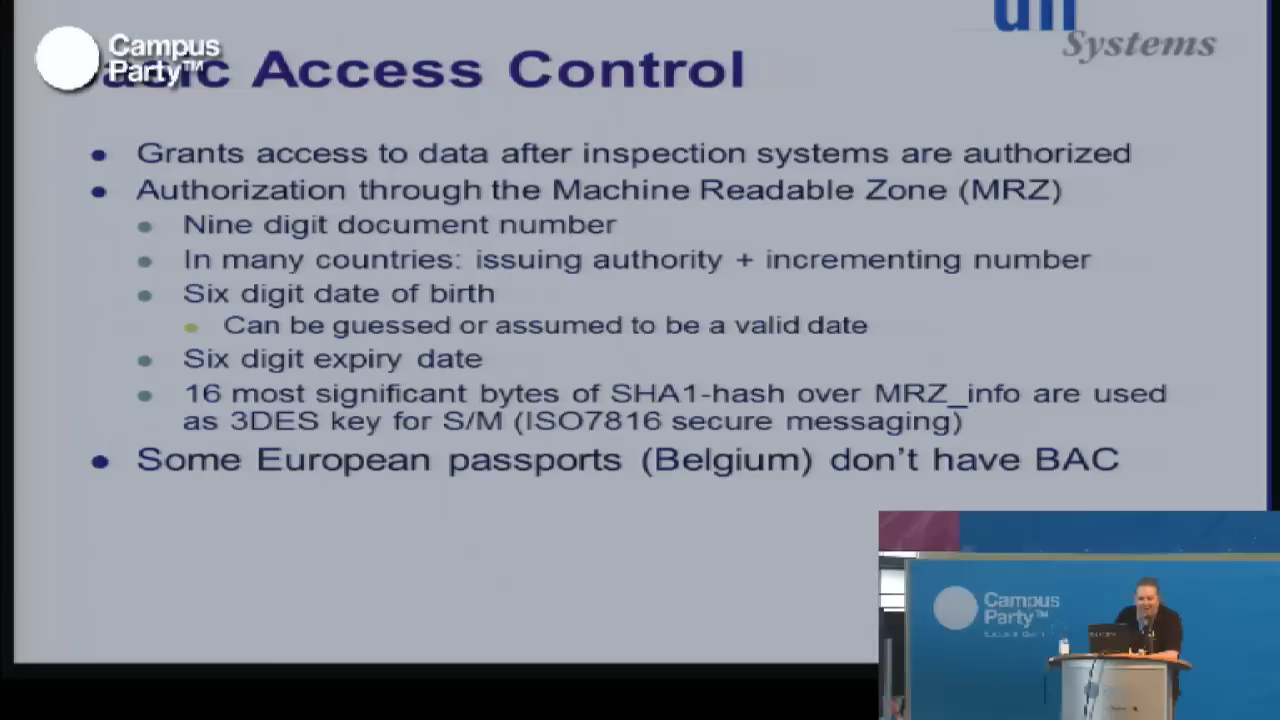 Campus
Party™
Systems
Access Control
Grants access to data after inspection systems are authorized
Authorization through the Machine Readable Zone (MRZ)
Nine digit document number
In many countries: issuing authority + incrementing number
Six digit date of birth
Can be guessed or assumed to be a valid date
Six digit expiry date
16 most significant bytes of SHA1-hash over MRZ_info are used
as 3DES key for S/M (ISO7816 secure messaging)
Some European passports (Belgium) don't have BAC
Campus
Party™